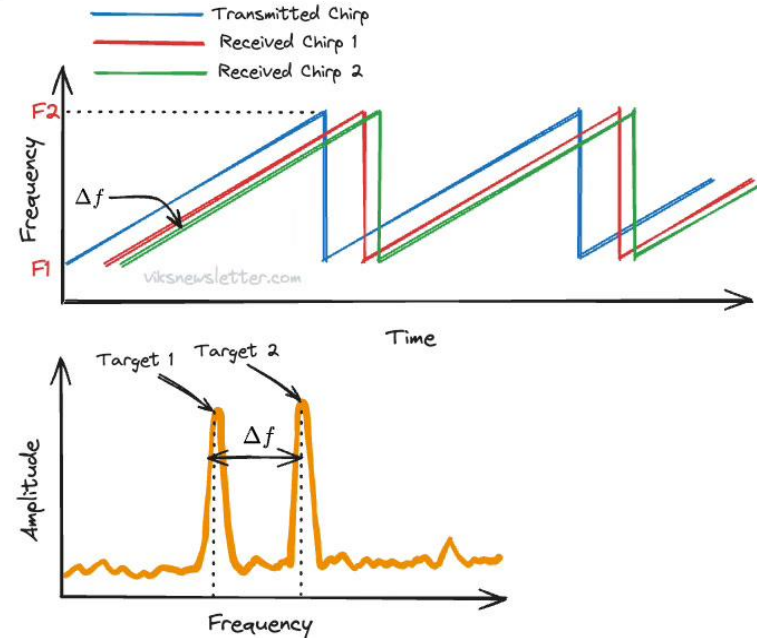 Transmitted Chirp
Received Chirp 1
Received Chirp 2
F2
Frequency
Δf
F1
viksnewsletter.com
Time
Target 1
Target 2
Δf
Amplitude
Frequency